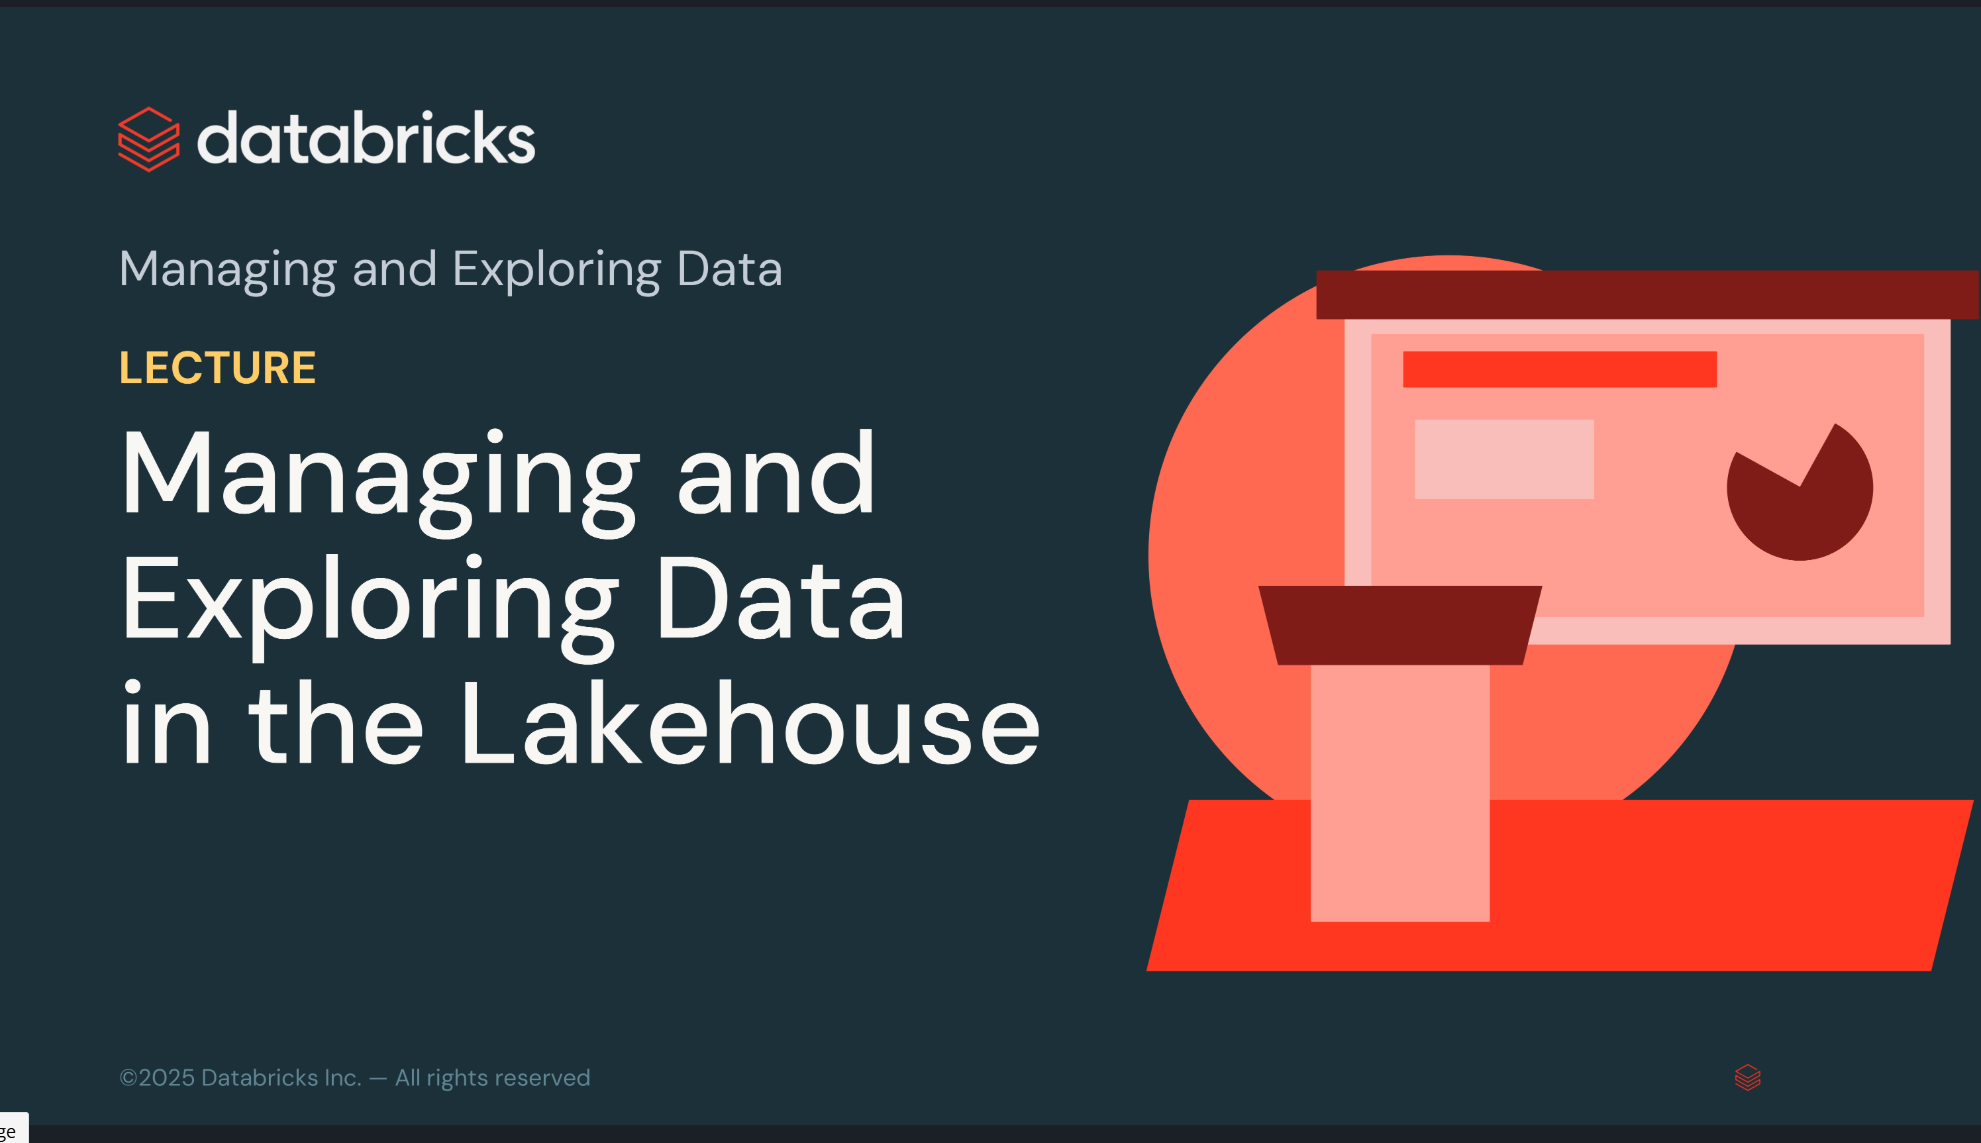 databricks
Managing and Exploring Data
LECTURE
Managing and
Exploring Data
in the Lakehouse
©2025 Databricks Inc. — All rights reserved
ge